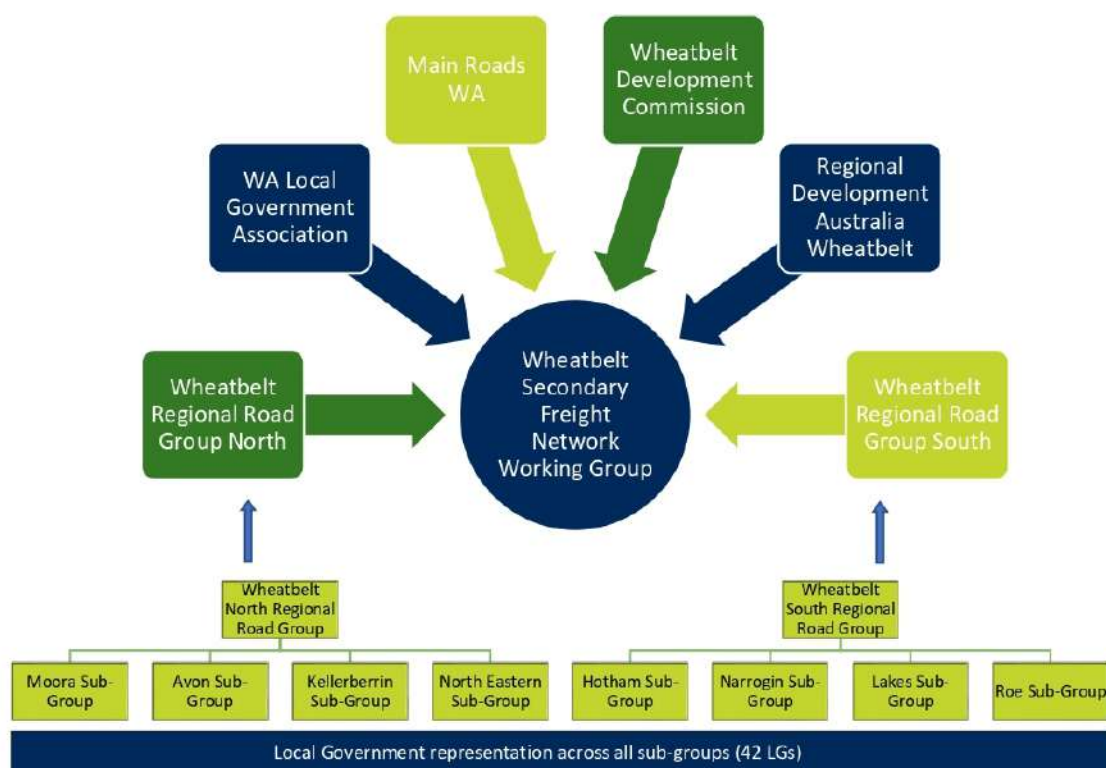 Main Roads
WA
Wheatbelt
Development
Commission
WA Local
Government
Association
Regional
Development
Australia
Wheatbelt
Wheatbelt
Regional Road
Group North
Wheatbelt
Secondary
Freight
Network
Working Group
Wheatbelt
Regional Road
Group South
Wheatbelt
North Regional
Road Group
Wheatbelt
South Regional
Road Group
Moora Sub-
Group
Avon Sub-
Group
Kellerberrin
Sub-Group
North Eastern
Sub-Group
Hotham Sub-
Group
Narrogin Sub-
Group
Lakes Sub-
Group
Roe Sub-Group
Local Government representation across all sub-groups (42 LGs)